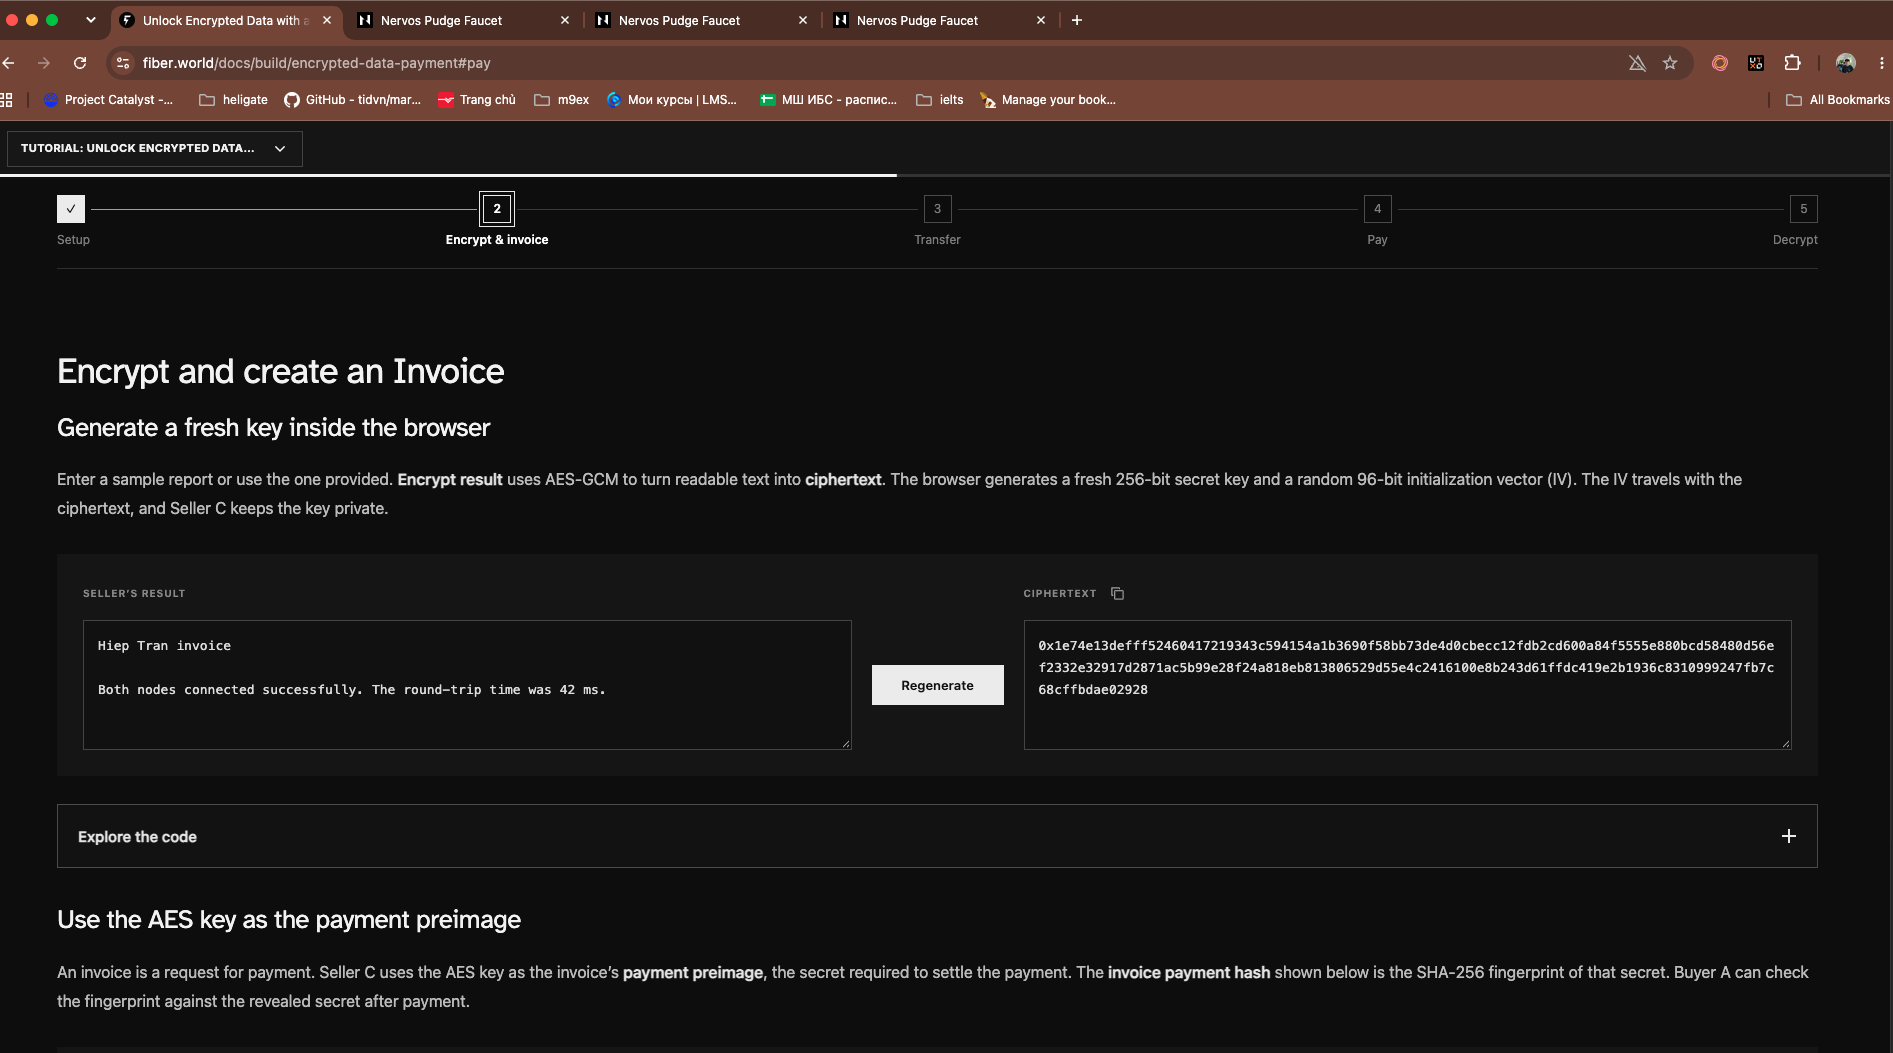 Unlock Encrypted Data with a
Nervos Pudge Faucet
Nervos Pudge Faucet
Nervos Pudge Faucet
fiber.world/docs/build/encrypted-data-payment#pay
Project Catalyst -...
heligate
GitHub - tidvn/mar...
Trang chủ
m9ex
Мои курсы | LMS...
МШ ИБС - распис...
ielts
Manage your book...
All Bookmarks
TUTORIAL: UNLOCK ENCRYPTED DATA...
2
3
4
5
Setup
Encrypt & invoice
Transfer
Pay
Decrypt
Encrypt and create an Invoice
Generate a fresh key inside the browser
Enter a sample report or use the one provided. Encrypt result uses AES-GCM to turn readable text into ciphertext. The browser generates a fresh 256-bit secret key and a random 96-bit initialization vector (IV). The IV travels with the
ciphertext, and Seller C keeps the key private.
SELLER'S RESULT
Hiep Tran invoice
Both nodes connected successfully. The round-trip time was 42 ms.
Regenerate
CIPHERTEXT
0x1e74e13defff52460417219343c594154a1b3690f58bb73de4d0cbecc12fdb2cd600a84f5555e880bcd58480d56e
f2332e32917d2871ac5b99e28f24a818eb813806529d55e4c2416100e8b243d61ffdc419e2b1936c8310999247fb7c
68cffbdae02928
Explore the code
Use the AES key as the payment preimage
An invoice is a request for payment. Seller C uses the AES key as the invoice's payment preimage, the secret required to settle the payment. The invoice payment hash shown below is the SHA-256 fingerprint of that secret. Buyer A can check
the fingerprint against the revealed secret after payment.